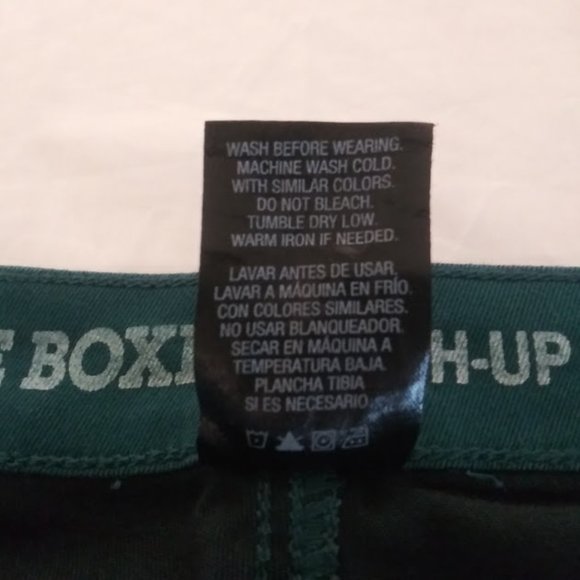 WASH BEFORE WEARING.
MACHINE WASH COLD.
WITH SIMILAR COLORS.
DO NOT BLEACH.
TUMBLE DRY LOW.
WARM IRON IF NEEDED.
LAVAR ANTES DE USAR,
LAVAR A MÁQUINA EN FRÍO.
CON COLORES SIMILARES.
NO USAR BLANQUEADOR.
SECAR EN MÁQUINA A
TEMPERATURA BAJA.
PLANCHA TIBIA
SI ES NECESARIO.
E BOXE H-UP